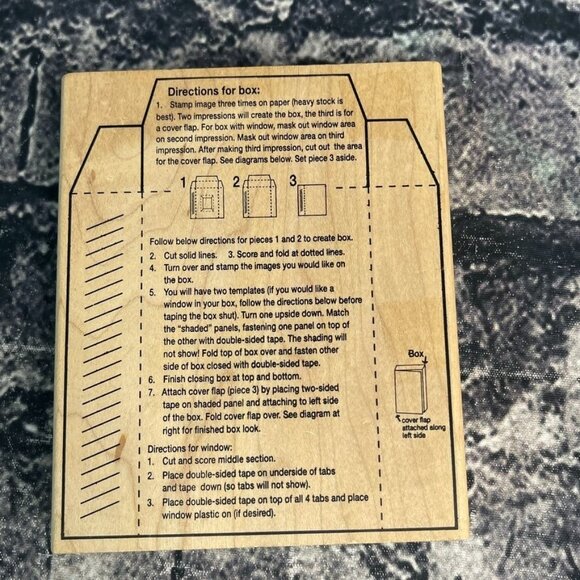 Directions for box:
1. Stamp image three times on paper (heavy stock is
best). Two impressions will create the box, the third is for
a cover flap. For box with window, mask out window area
on second impression. Mask out window area on third
impression. After making third impression, cut out the area
for the cover flap. See diagrams below. Set piece 3 aside.
1 2 3
Follow below directions for pieces 1 and 2 to create box.
2. Cut solid lines. 3. Score and fold at dotted lines.
4. Turn over and stamp the images you would like on
the box.
5. You will have two templates (if you would like a
window in your box, follow the directions below before
taping the box shut). Turn one upside down. Match
the "shaded" panels, fastening one panel on top of
the other with double-sided tape. The shading will
not show! Fold top of box over and fasten other
side of box closed with double-sided tape.
6. Finish closing box at top and bottom.
7. Attach cover flap (piece 3) by placing two-sided
tape on shaded panel and attaching to left side
of the box. Fold cover flap over. See diagram at
right for finished box look.
Box
cover flap
attached along
left side
Directions for window:
1. Cut and score middle section.
2. Place double-sided tape on underside of tabs
and tape down (so tabs will not show).
3. Place double-sided tape on top of all 4 tabs and place
window plastic on (if desired).